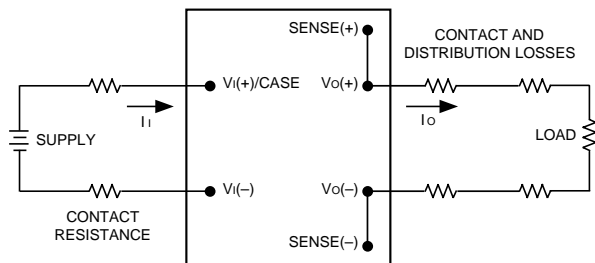 SENSE(+)
CONTACT AND
DISTRIBUTION LOSSES
VI(+)/CASE
VO(+)
II
IO
SUPPLY
LOAD
VI(–)
VO(–)
CONTACT
RESISTANCE
SENSE(–)